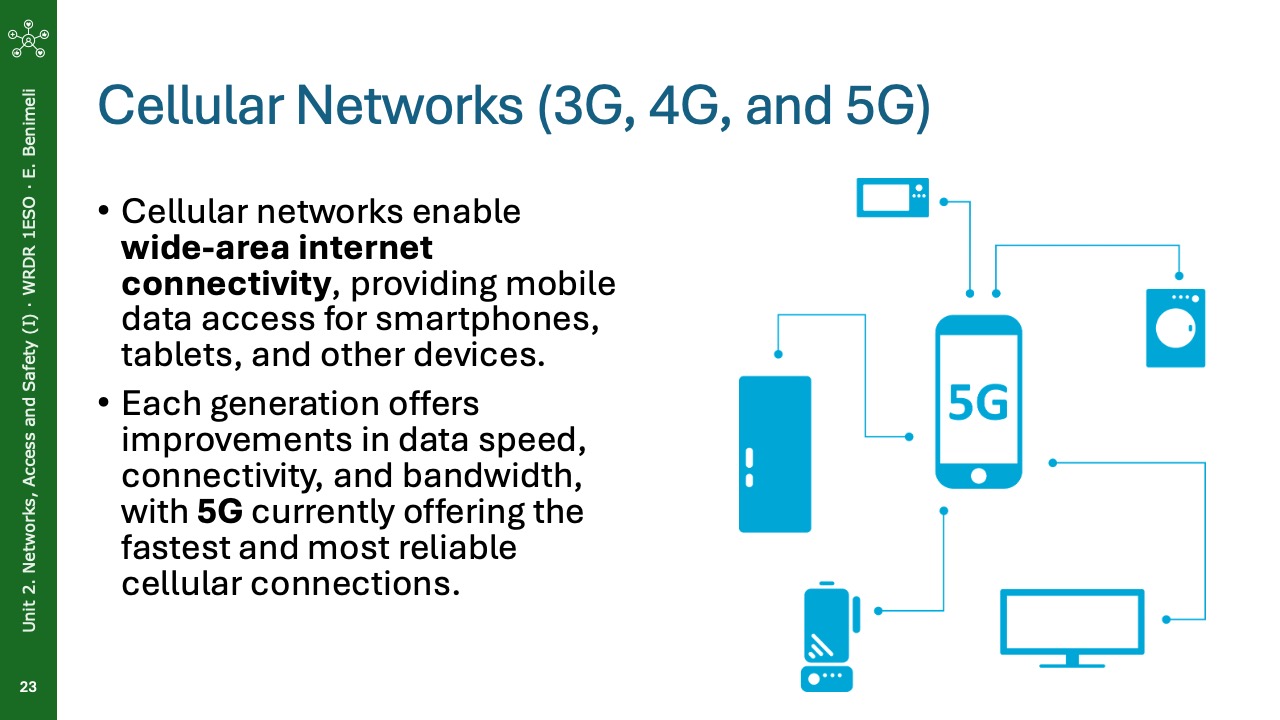 Cellular Networks (3G, 4G, and 5G)
• Cellular networks enable
wide-area internet
connectivity, providing mobile
data access for smartphones,
tablets, and other devices.
• Each generation offers
improvements in data speed,
connectivity, and bandwidth,
with 5G currently offering the
fastest and most reliable
cellular connections.
5G
Unit 2. Networks, Access and Safety (I) · WRDR 1ESO · E. Benimeli
23